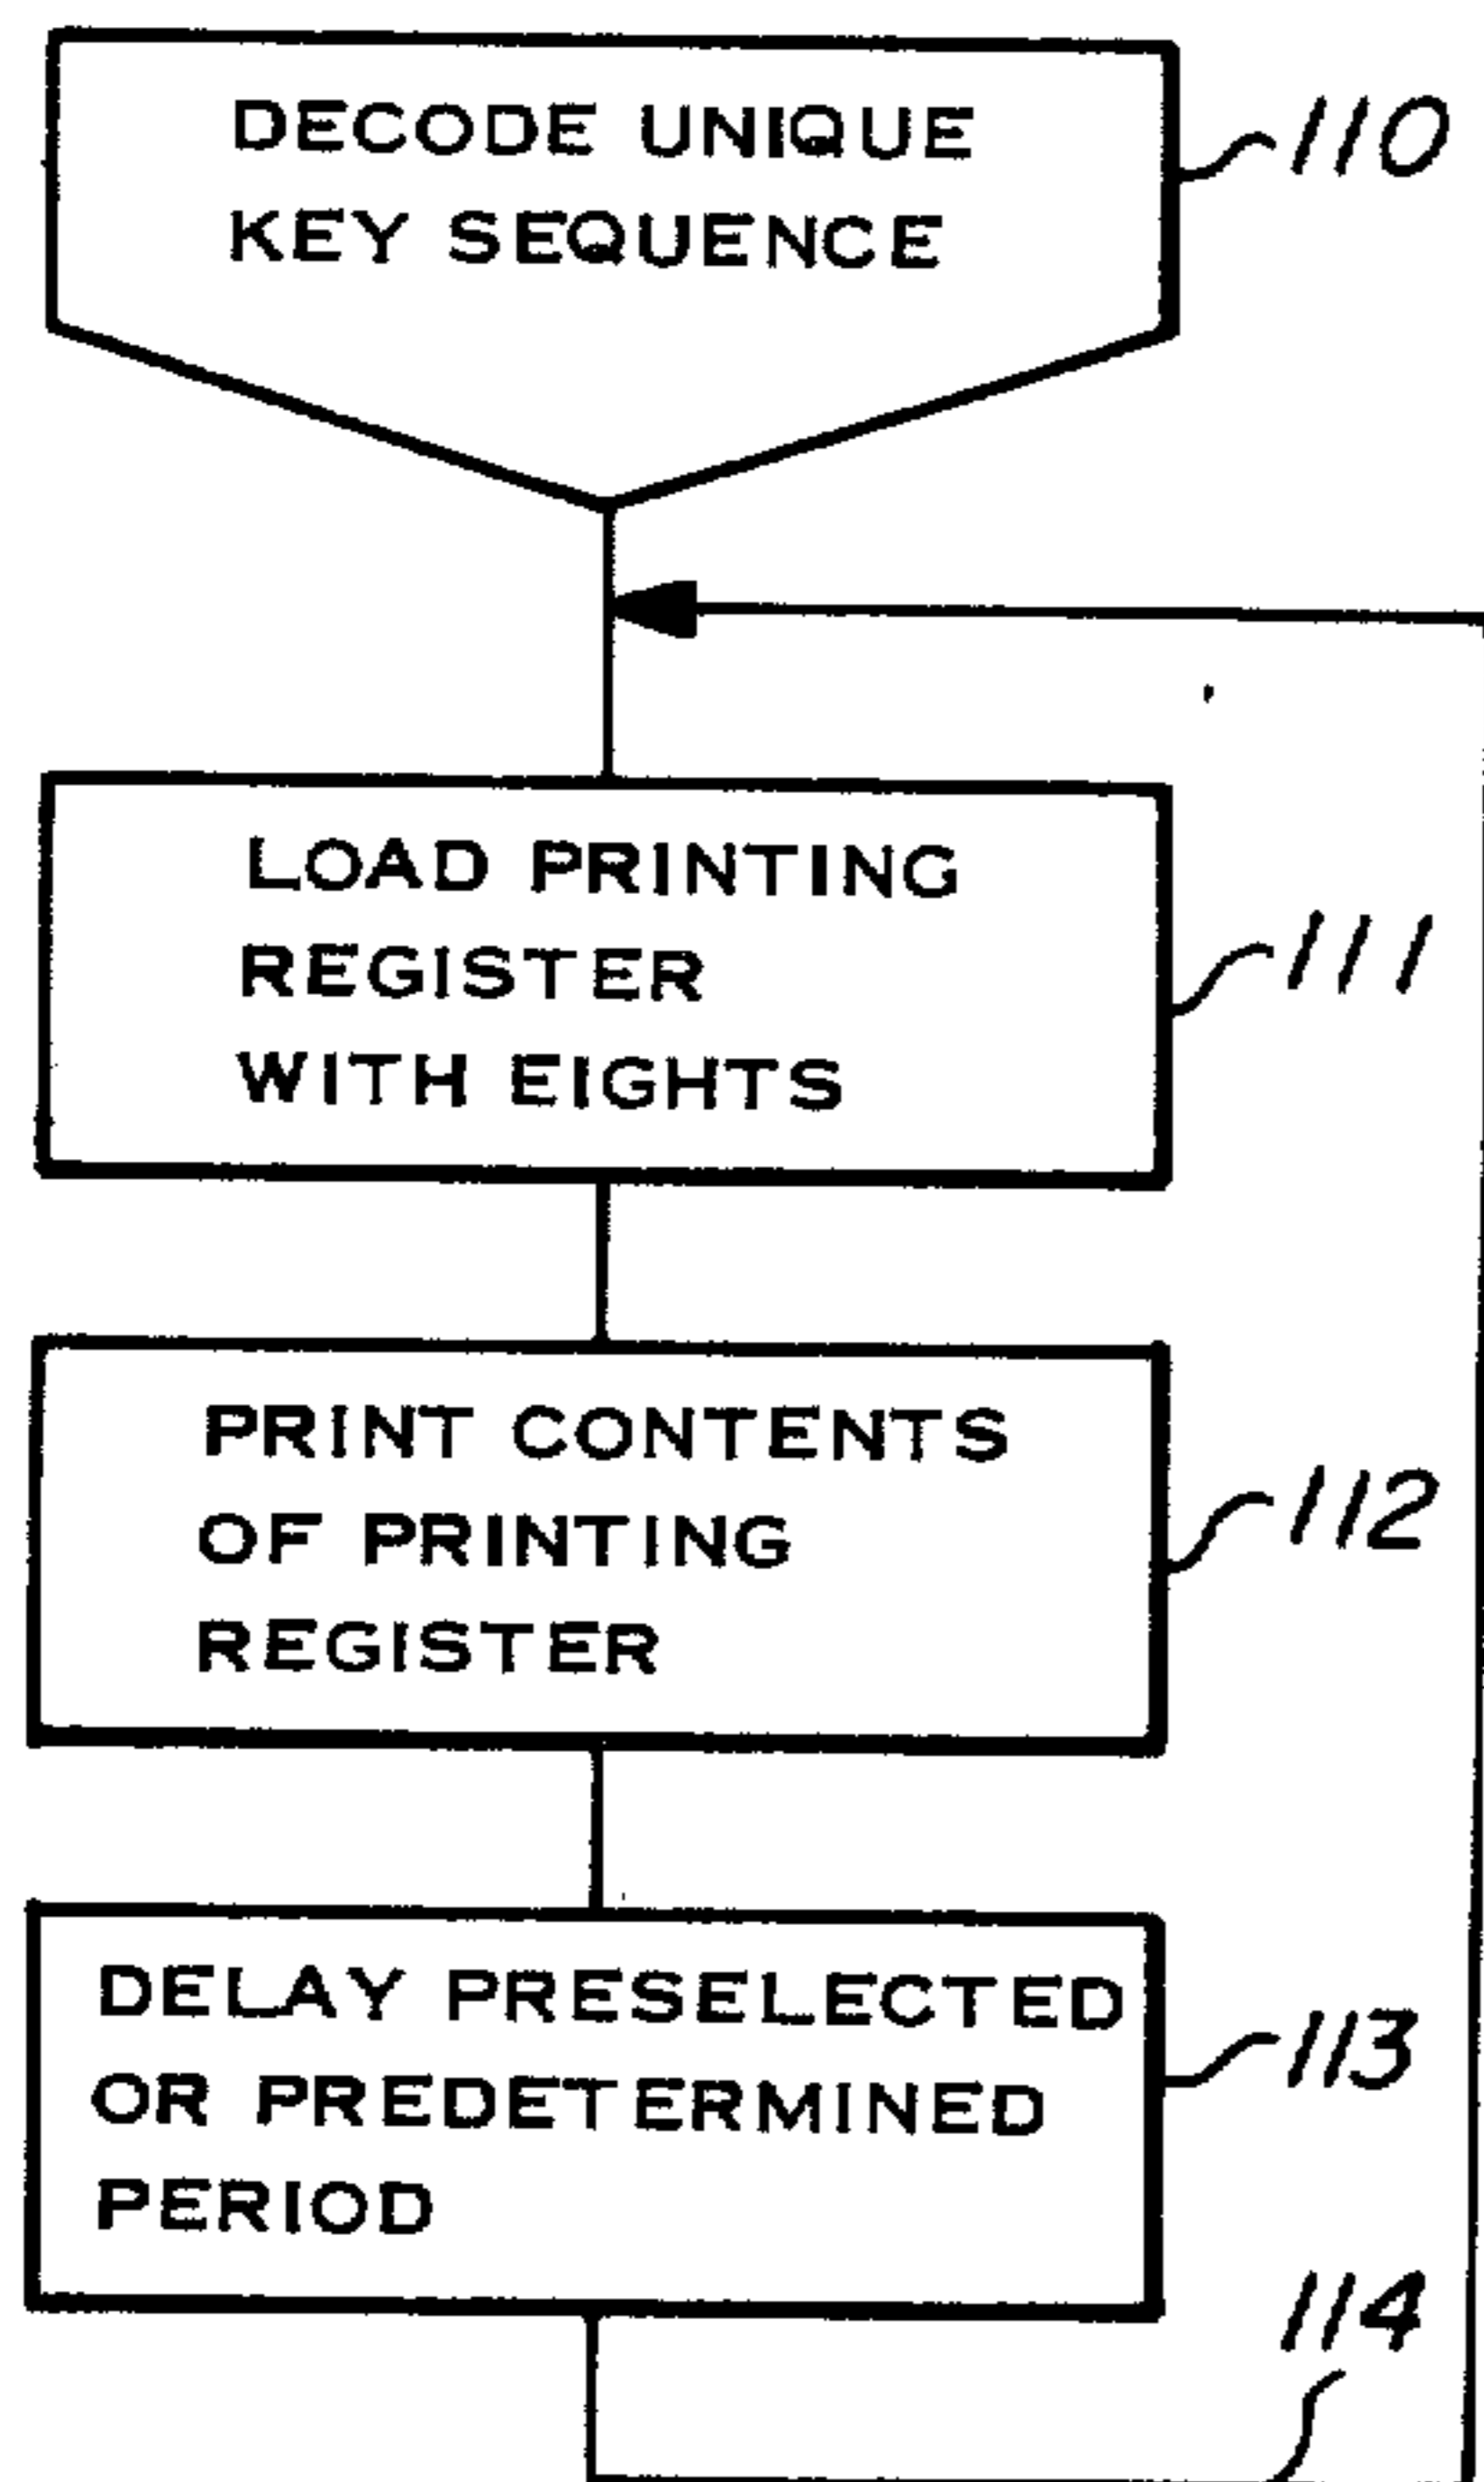 DECODE UNIQUE
KEY SEQUENCE
110
LOAD PRINTING
REGISTER
WITH EIGHTS
111
PRINT CONTENTS
OF PRINTING
REGISTER
112
DELAY PRESELECTED
OR PREDETERMINED
PERIOD
113
114